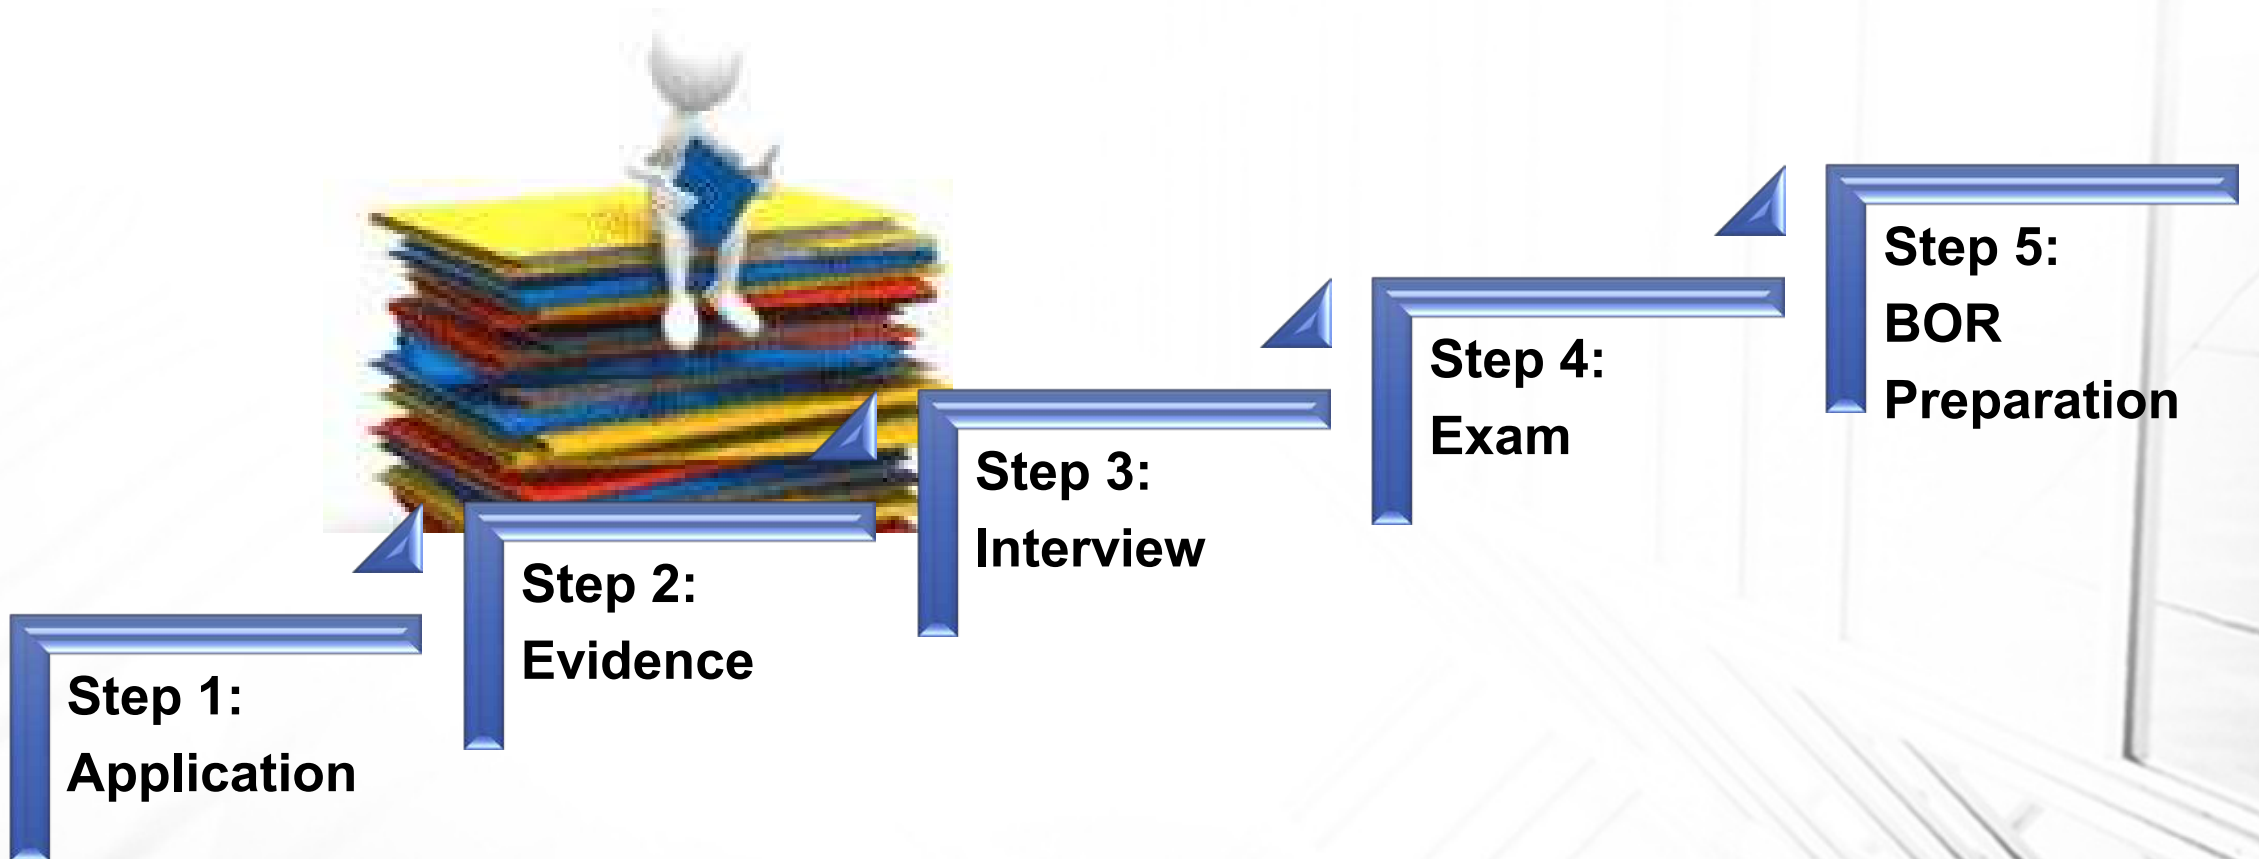 Step 1:
Application
Step 2:
Evidence
Step 3:
Interview
Step 4:
Exam
Step 5:
BOR
Preparation